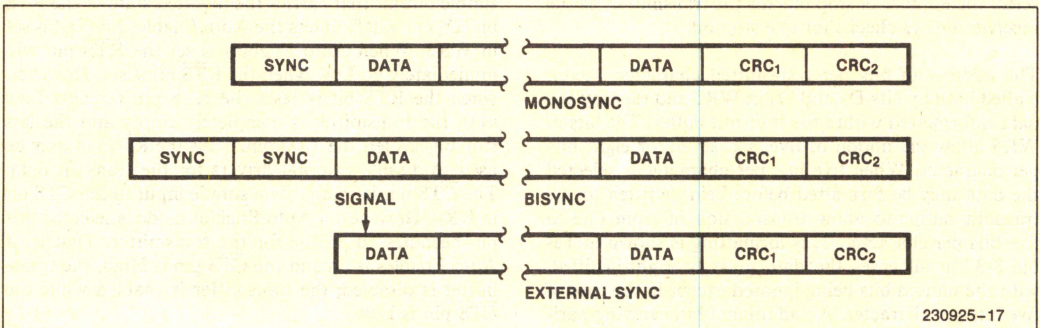 SYNC DATA DATA CRC₁ CRC₂
MONOSYNC
SYNC SYNC DATA DATA CRC₁ CRC₂
SIGNAL BISYNC
DATA DATA CRC₁ CRC₂
EXTERNAL SYNC
230925–17